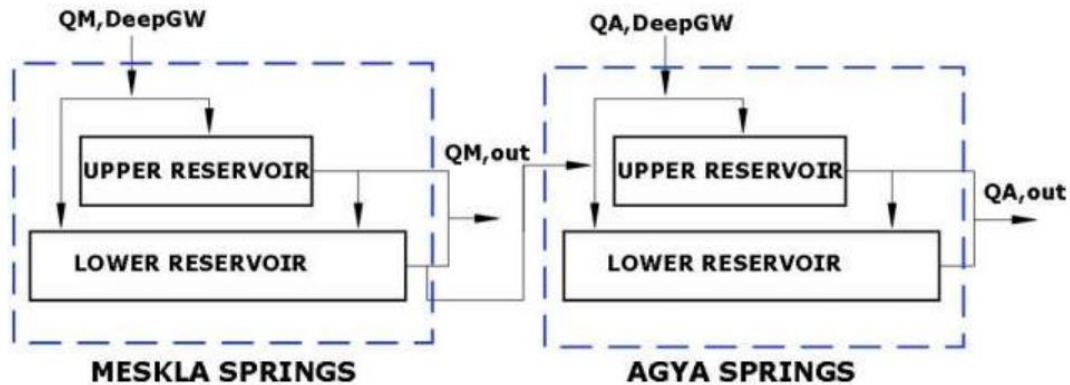 QM,DeepGW
QA,DeepGW
UPPER RESERVOIR
QM,out
UPPER RESERVOIR
QA,out
LOWER RESERVOIR
LOWER RESERVOIR
MESKLA SPRINGS
AGYA SPRINGS